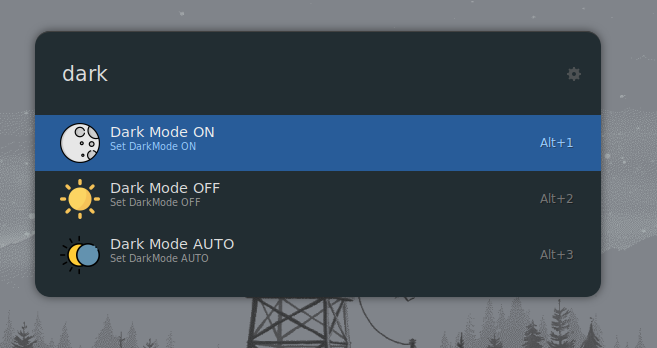 dark
Dark Mode ON
Set DarkMode ON
Alt+1
Dark Mode OFF
Set DarkMode OFF
Alt+2
Dark Mode AUTO
Set DarkMode AUTO
Alt+3